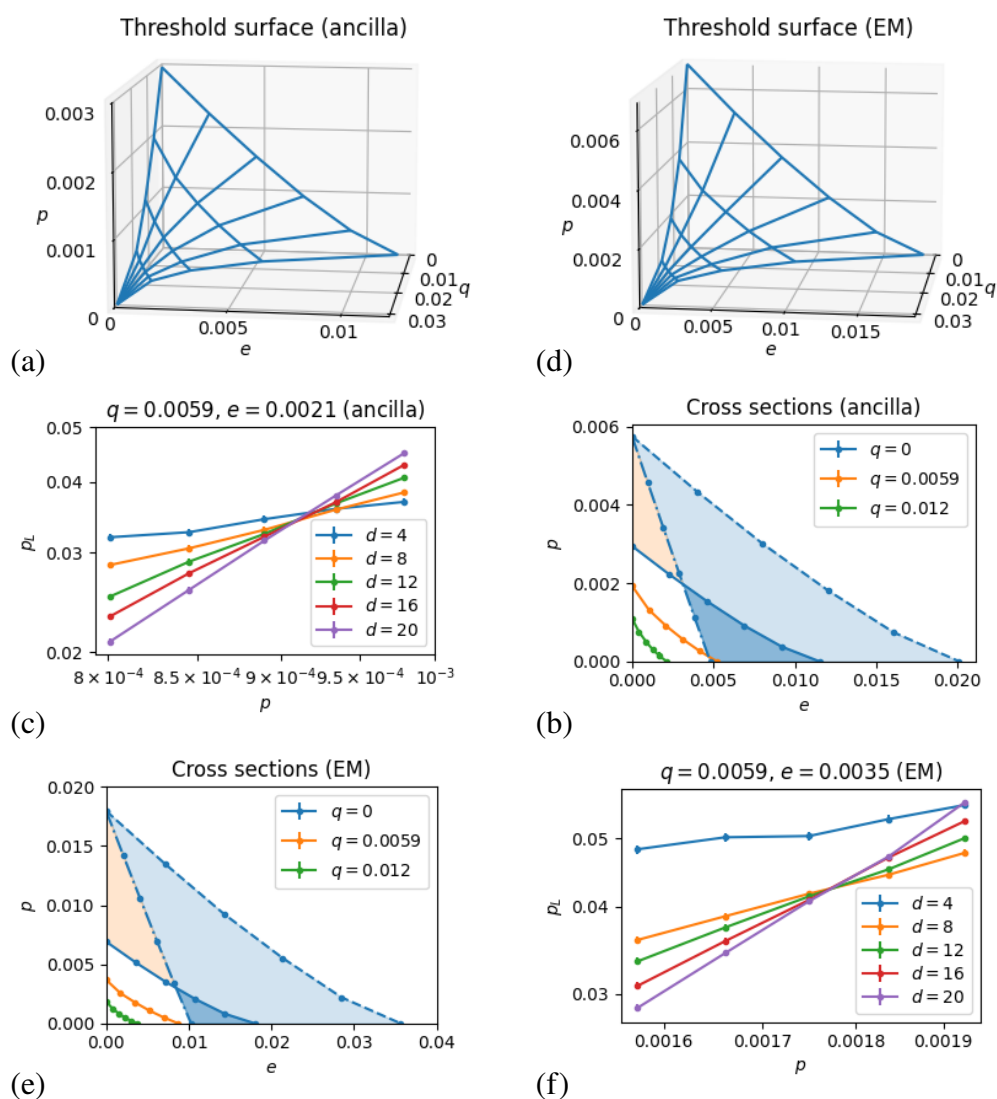 Threshold surface (ancilla)
0.003
0.002
0.001
0
p
0
0.005
0.01
e
0
0.01
0.02
0.03
q
(a)
Threshold surface (EM)
0.006
0.004
0.002
0
p
0
0.005
0.01
0.015
e
0
0.01
0.02
0.03
q
(d)
q = 0.0059, e = 0.0021 (ancilla)
0.05
0.04
0.03
0.02
p_L
d = 4
d = 8
d = 12
d = 16
d = 20
8 × 10⁻⁴
8.5 × 10⁻⁴
9 × 10⁻⁴
9.5 × 10⁻⁴
10⁻³
p
(c)
Cross sections (ancilla)
0.006
0.004
0.002
0.000
p
q = 0
q = 0.0059
q = 0.012
0.000
0.005
0.010
0.015
0.020
e
(b)
Cross sections (EM)
0.020
0.015
0.010
0.005
0.000
p
q = 0
q = 0.0059
q = 0.012
0.00
0.01
0.02
0.03
0.04
e
(e)
q = 0.0059, e = 0.0035 (EM)
0.05
0.04
0.03
p_L
d = 4
d = 8
d = 12
d = 16
d = 20
0.0016
0.0017
0.0018
0.0019
p
(f)